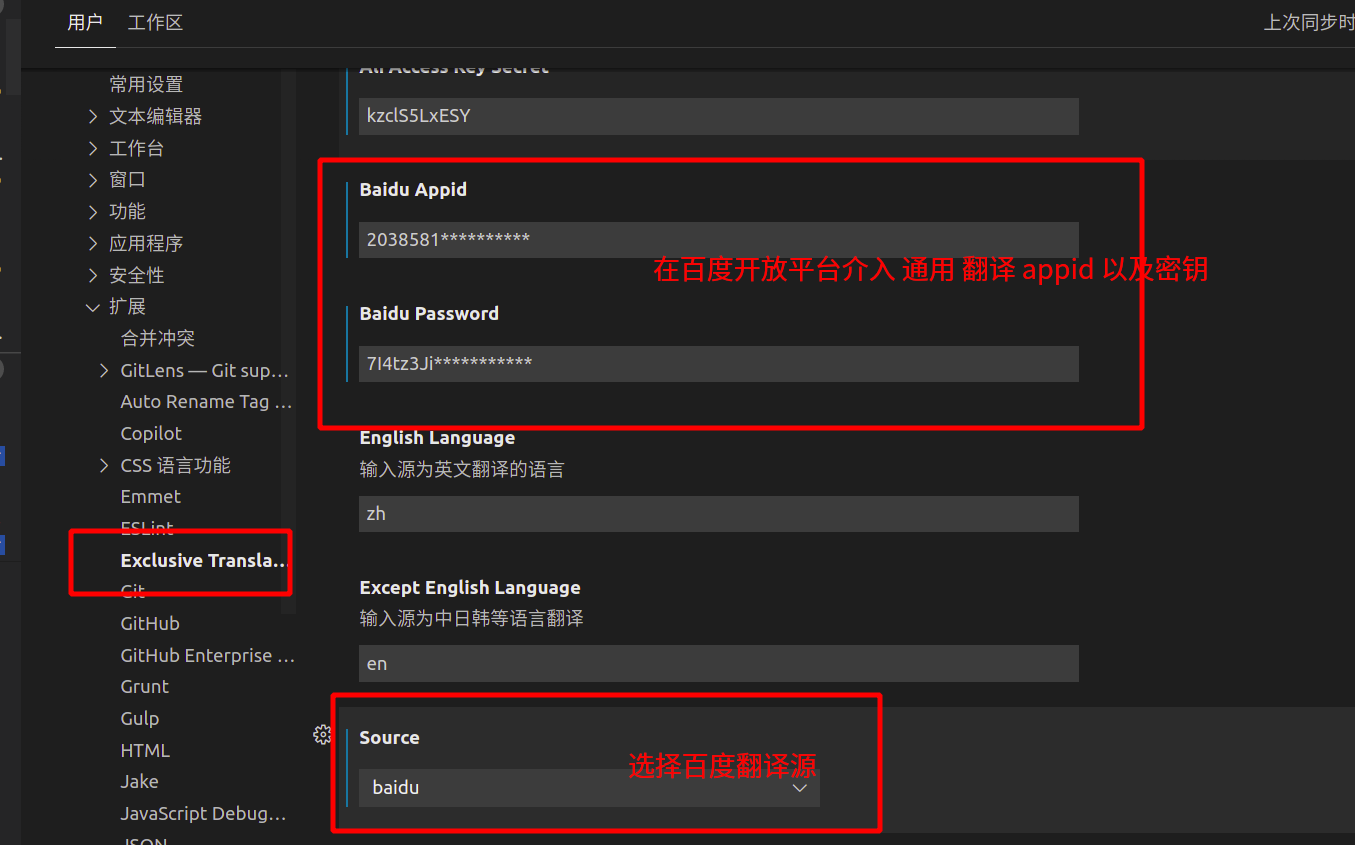 用户 工作区
上次同步时
常用设置
文本编辑器
工作台
窗口
功能
应用程序
安全性
扩展
合并冲突
GitLens — Git sup...
Auto Rename Tag ...
Copilot
CSS 语言功能
Emmet
ESLint
Exclusive Transla...
Git
GitHub
GitHub Enterprise ...
Grunt
Gulp
HTML
Jake
JavaScript Debug...
JSON
Ali Access Key Secret
kzclS5LxESY
Baidu Appid
2038581**********
在百度开放平台介入 通用 翻译 appid 以及密钥
Baidu Password
7I4tz3Ji***********
English Language
输入源为英文翻译的语言
zh
Except English Language
输入源为中日韩等语言翻译
en
Source
选择百度翻译源
baidu